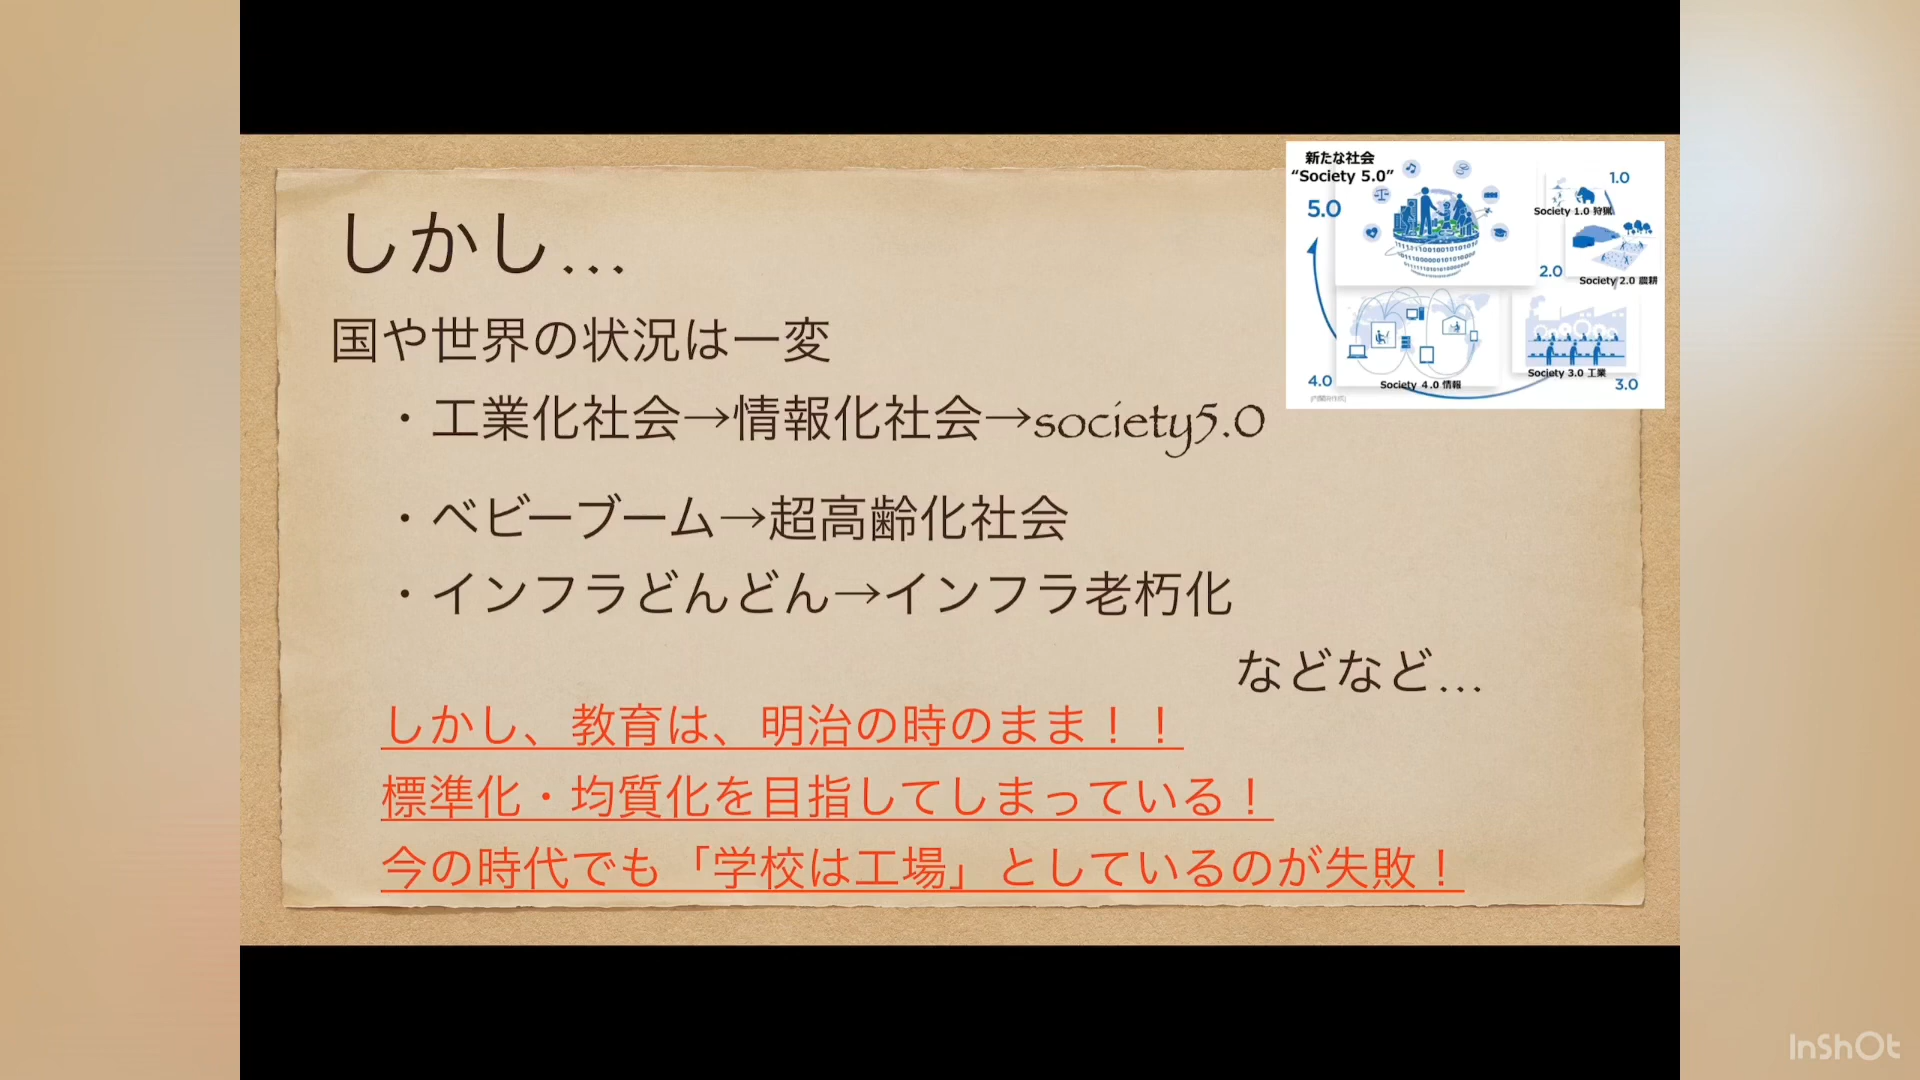 しかし…
国や世界の状況は一変
・工業化社会→情報化社会→society5.0
・ベビーブーム→超高齢化社会
・インフラどんどん→インフラ老朽化
などなど…
しかし、教育は、明治の時のまま！！
標準化・均質化を目指してしまっている！
今の時代でも「学校は工場」としているのが失敗！
新たな社会
“Society 5.0”
5.0
1.0
Society 1.0 狩猟
2.0
Society 2.0 農耕
4.0
Society 4.0 情報
Society 3.0 工業
3.0
(内閣府作成)
InShOt